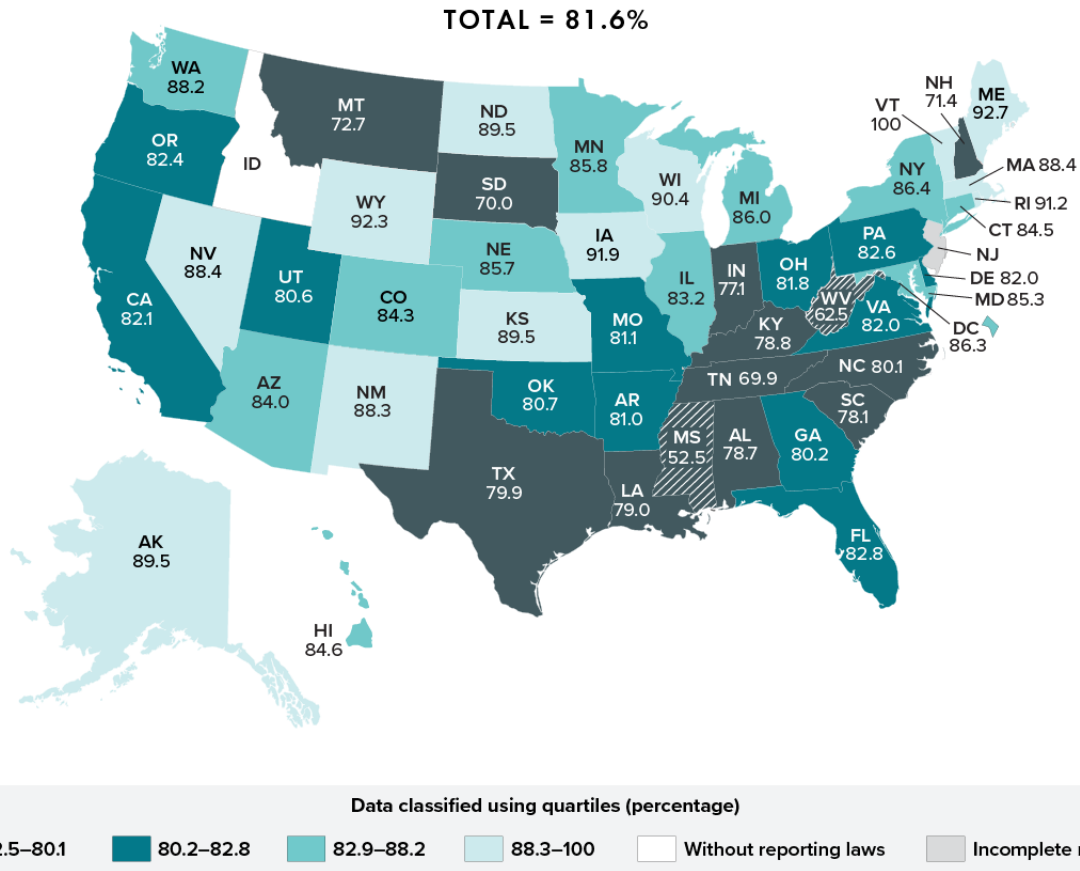 TOTAL = 81.6%
WA
88.2
OR
82.4
ID
MT
72.7
ND
89.5
SD
70.0
WY
92.3
NV
88.4
UT
80.6
CA
82.1
CO
84.3
NE
85.7
KS
89.5
AZ
84.0
NM
88.3
MN
85.8
WI
90.4
MI
86.0
IA
91.9
IL
83.2
IN
77.1
OH
81.8
MO
81.1
KY
78.8
WV
62.5
VA
82.0
PA
82.6
NY
86.4
VT
100
NH
71.4
ME
92.7
MA 88.4
RI 91.2
CT 84.5
NJ
DE 82.0
MD 85.3
DC
86.3
TN 69.9
NC 80.1
SC
78.1
OK
80.7
AR
81.0
MS
52.5
AL
78.7
GA
80.2
TX
79.9
LA
79.0
FL
82.8
AK
89.5
HI
84.6
Data classified using quartiles (percentage)
.5–80.1
80.2–82.8
82.9–88.2
88.3–100
Without reporting laws
Incomplete